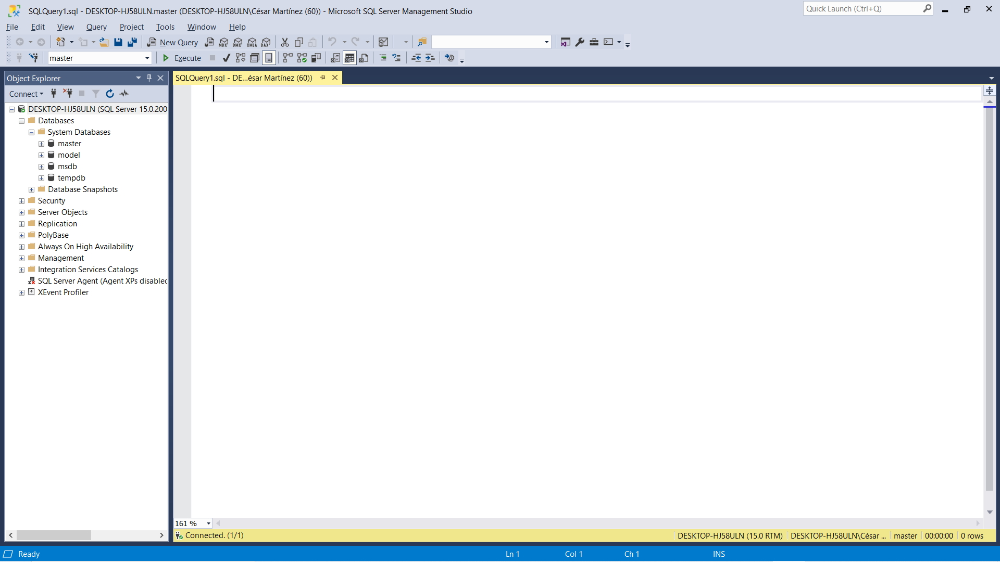 SQLQuery1.sql - DESKTOP-HJ58ULN.master (DESKTOP-HJ58ULN\César Martínez (60)) - Microsoft SQL Server Management Studio
Quick Launch (Ctrl+Q)
File Edit View Query Project Tools Window Help
New Query MDX DMX XMLA DAX
master Execute
Object Explorer
SQLQuery1.sql - DE...ésar Martínez (60))
Connect
DESKTOP-HJ58ULN (SQL Server 15.0.200
Databases
System Databases
master
model
msdb
tempdb
Database Snapshots
Security
Server Objects
Replication
PolyBase
Always On High Availability
Management
Integration Services Catalogs
SQL Server Agent (Agent XPs disabled
XEvent Profiler
161 %
Connected. (1/1) DESKTOP-HJ58ULN (15.0 RTM) DESKTOP-HJ58ULN\César ... master 00:00:00 0 rows
Ready Ln 1 Col 1 Ch 1 INS